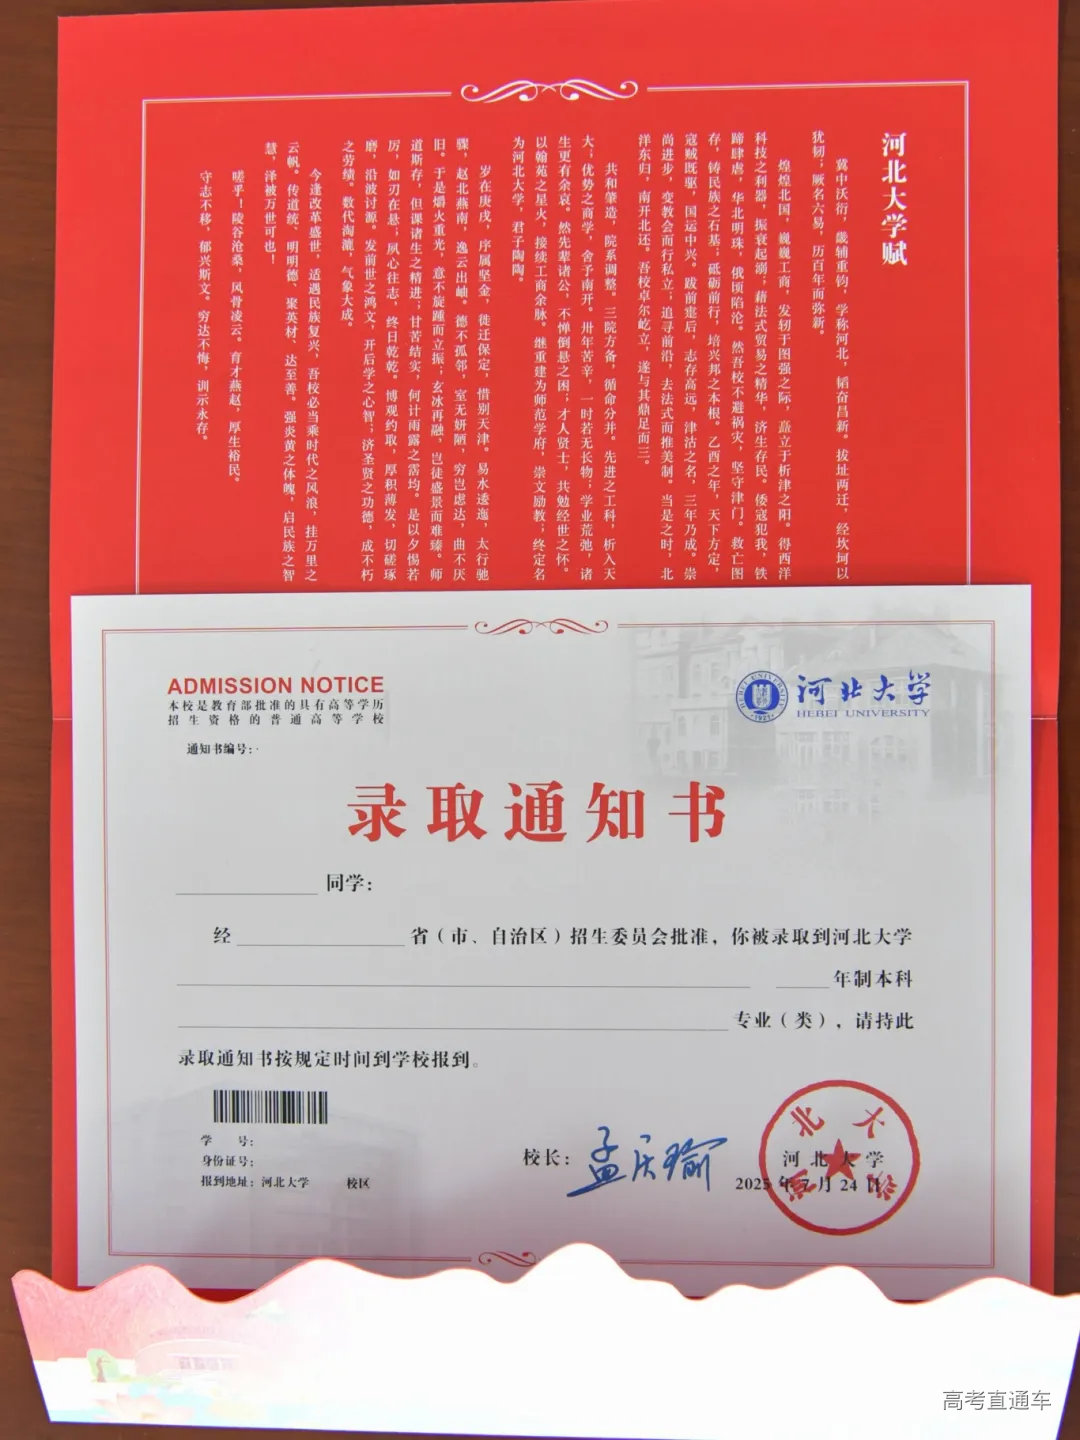 河北大学赋
冀中沃衍，畿辅重钧，学称河北，韬奋昌新。拔址两迁，经坎坷以
犹韧；厥名六易，历百年而弥新。
煌煌北国，巍巍工商，发轫于图强之际，矗立于析津之阳。得西洋
科技之利器，振衰起溺；藉法式贸易之精华，济生存民。倭寇犯我，铁
蹄肆虐，华北明珠，俄顷陷沦。然吾校不避祸灾，坚守津门。救亡图
存，铸民族之石基；砥砺前行，培兴邦之本根。乙酉之年，天下方定，
寇贼既驱，国运中兴。跋前疐后，志存高远，津沽之名，三年乃成。崇
尚进步，变教会而行私立；追寻前沿，去法式而推美制。当是之时，北
洋东归，南开北还。吾校卓尔屹立，遂与其鼎足而三。
共和肇造，院系调整。三院方备，循命分并。先进之工科，析入天
大；优势之商学，舍予南开。卅年苦辛，一时若无长物；学业荒弛，诸
生更有余哀。然先辈诸公，不惮倒悬之困；才人贤士，共勉经世之怀。
以翰苑之星火，接续工商余脉。继重建为师范学府，崇文励教；终定名
为河北大学，君子陶陶。
岁在庚戌，序属坚金，徙迁保定，惜别天津。易水逶迤，太行驰
骤，赵北燕南，逸云出岫。德不孤邻，室无妍陋，穷岂虑达，曲不厌
旧。于是爝火重光，意不旋踵而立振；玄冰再融，岂徒盛景而难臻。师
道斯存，但课诸生之精进；甘苦结实，何计雨露之霑均。是以夕惕若
厉，如刃在悬；夙心往志，终日乾乾。博观约取，厚积薄发，切磋琢
磨，沿波讨源。发前世之鸿文，开后学之心智；济圣贤之功德，成不朽
之劳绩。数代淘漉，气象大成。
今逢改革盛世，适遇民族复兴，吾校必当乘时代之风浪，挂万里之
云帆。传道统、明明德、聚英材、达至善。强炎黄之体魄，启民族之智
慧，泽被万世可也！
嗟乎！陵谷沧桑，风骨凌云。育才燕赵，厚生裕民。
守志不移，郁兴斯文。穷达不悔，训示永存。
ADMISSION NOTICE
本校是教育部批准的具有高等学历
招生资格的普通高等学校
通知书编号：
HEBEI UNIVERSITY
1921
河北大学
HEBEI UNIVERSITY
录取通知书
同学：
经 省（市、自治区）招生委员会批准，你被录取到河北大学
年制本科
专业（类），请持此
录取通知书按规定时间到学校报到。
学 号：
身份证号：
报到地址：河北大学 校区
校长：孟庆瑜
河北大学
河北大学
2025 年 7 月 24 日
高考直通车